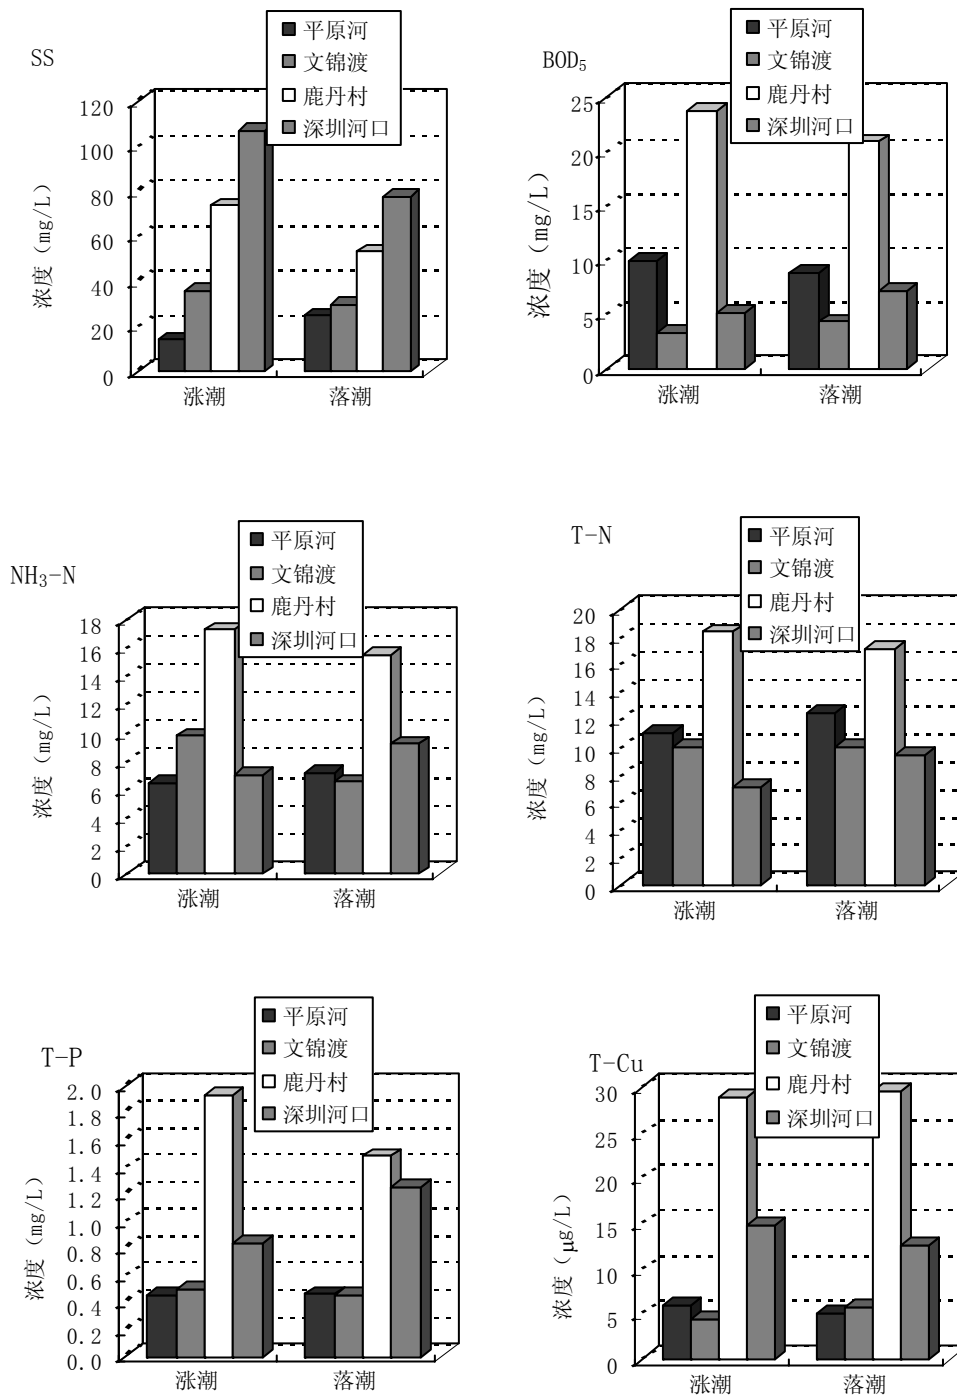 SS
平原河
文锦渡
鹿丹村
深圳河口
浓度 (mg/L)
120
100
80
60
40
20
0
涨潮 落潮
BOD5
平原河
文锦渡
鹿丹村
深圳河口
浓度 (mg/L)
25
20
15
10
5
0
涨潮 落潮
NH3-N
平原河
文锦渡
鹿丹村
深圳河口
浓度 (mg/L)
18
16
14
12
10
8
6
4
2
0
涨潮 落潮
T-N
平原河
文锦渡
鹿丹村
深圳河口
浓度 (mg/L)
20
18
16
14
12
10
8
6
4
2
0
涨潮 落潮
T-P
平原河
文锦渡
鹿丹村
深圳河口
浓度 (mg/L)
2.0
1.8
1.6
1.4
1.2
1.0
0.8
0.6
0.4
0.2
0.0
涨潮 落潮
T-Cu
平原河
文锦渡
鹿丹村
深圳河口
浓度 (μg/L)
30
25
20
15
10
5
0
涨潮 落潮